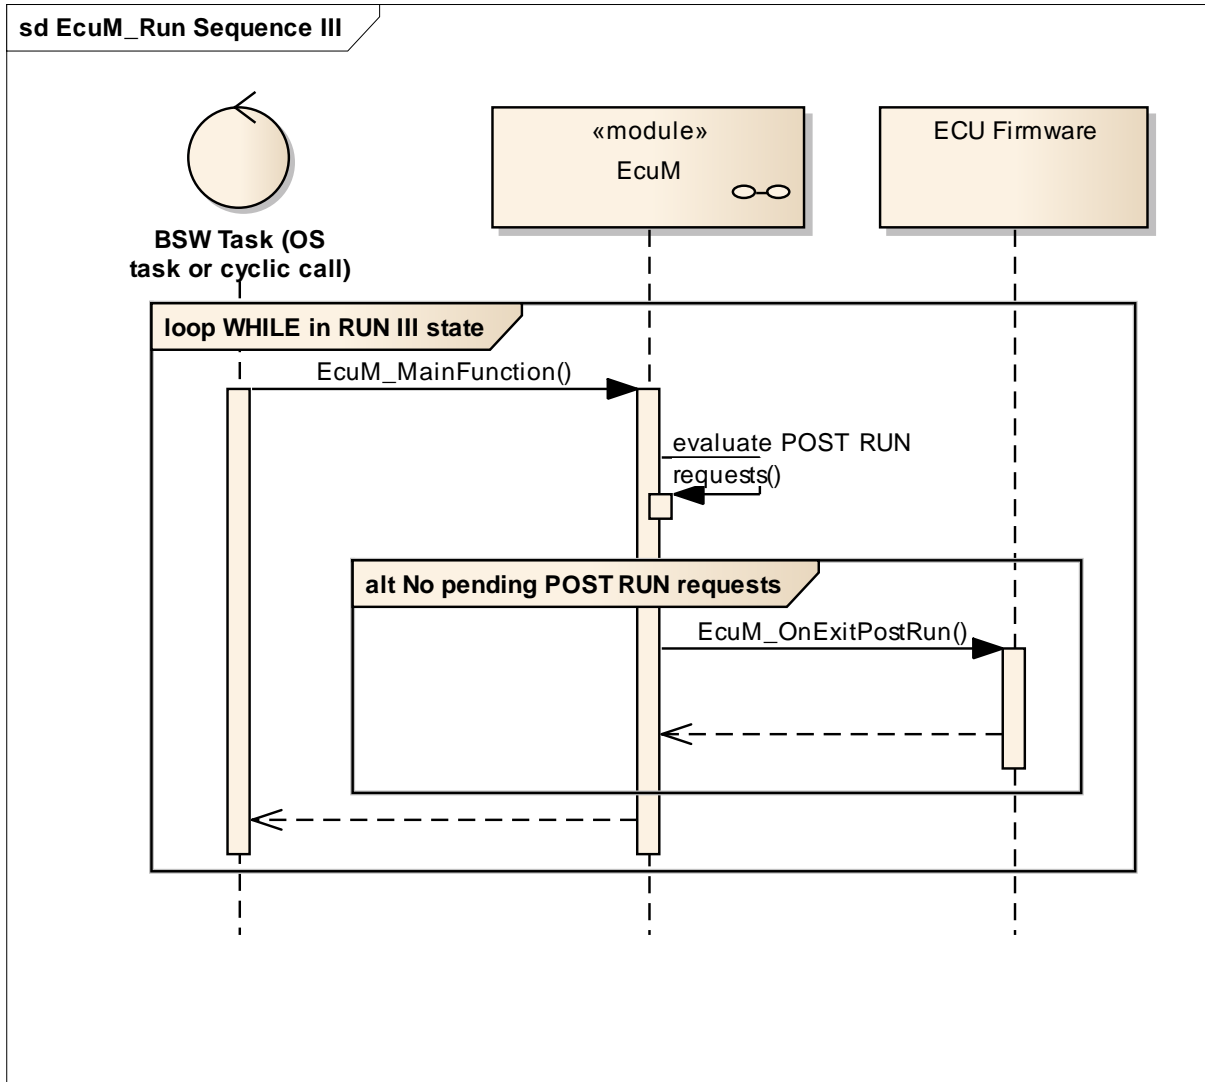 sd EcuM_Run Sequence III
«module»
EcuM
ECU Firmware
BSW Task (OS
task or cyclic call)
loop WHILE in RUN III state
EcuM_MainFunction()
evaluate POST RUN
requests()
alt No pending POST RUN requests
EcuM_OnExitPostRun()